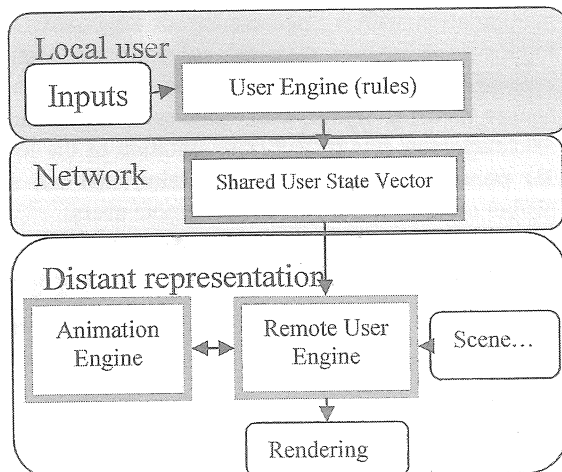 Local user
Inputs
User Engine (rules)
Network
Shared User State Vector
Distant representation
Animation
Engine
Remote User
Engine
Scene...
Rendering